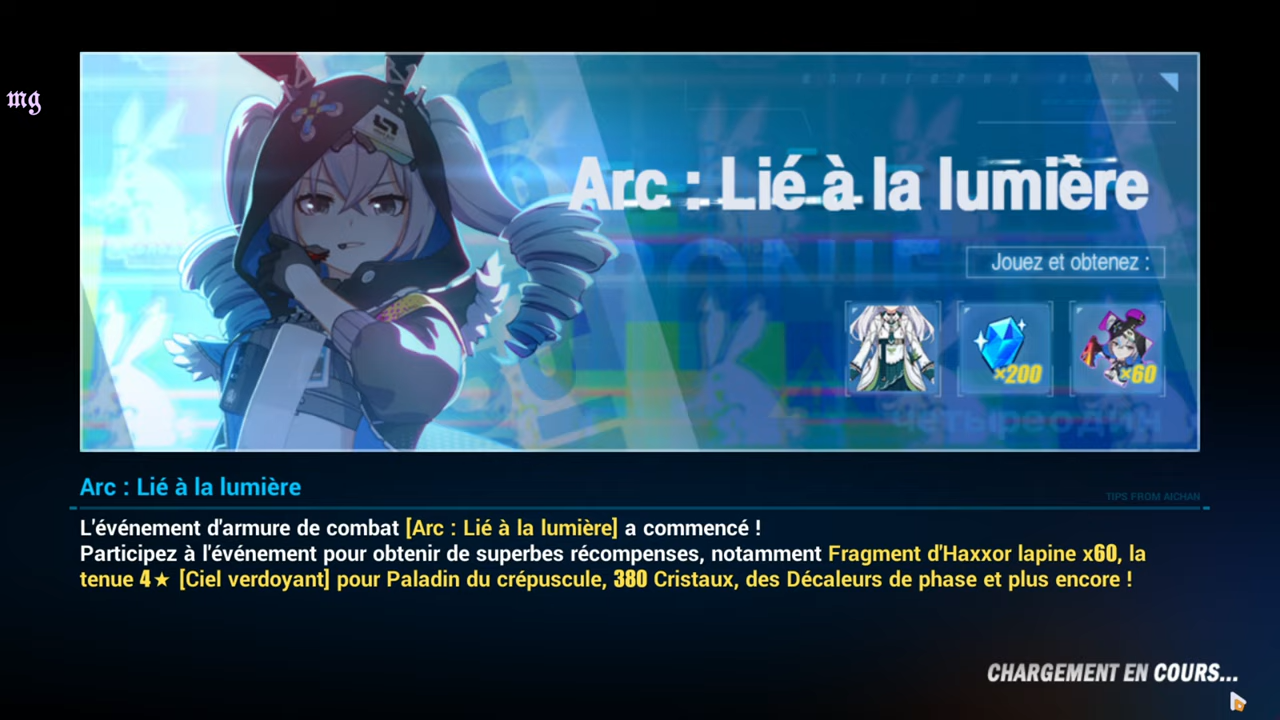 mg
Arc : Lié à la lumière
Jouez et obtenez :
×200
×60
Arc : Lié à la lumière
TIPS FROM AICHAN
L'événement d'armure de combat [Arc : Lié à la lumière] a commencé !
Participez à l'événement pour obtenir de superbes récompenses, notamment Fragment d'Haxxor lapine x60, la
tenue 4★ [Ciel verdoyant] pour Paladin du crépuscule, 380 Cristaux, des Décaleurs de phase et plus encore !
CHARGEMENT EN COURS...